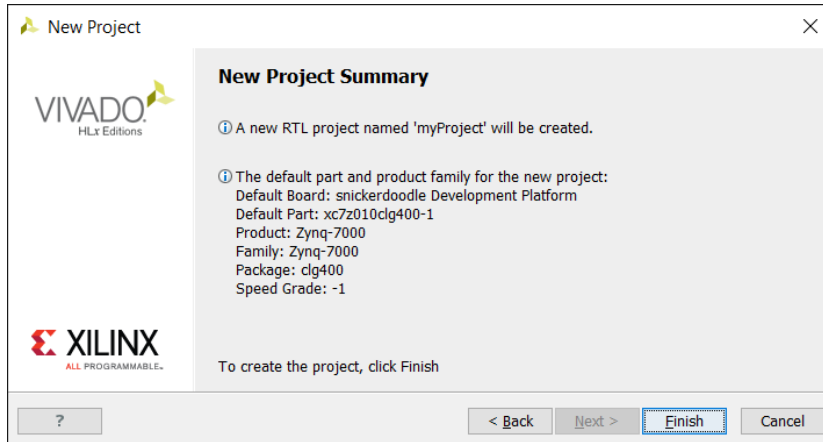 New Project
VIVADO.
HLx Editions
New Project Summary
A new RTL project named 'myProject' will be created.
The default part and product family for the new project:
Default Board: snickerdoodle Development Platform
Default Part: xc7z010clg400-1
Product: Zynq-7000
Family: Zynq-7000
Package: clg400
Speed Grade: -1
XILINX
ALL PROGRAMMABLE.
To create the project, click Finish
?
< Back
Next >
Finish
Cancel